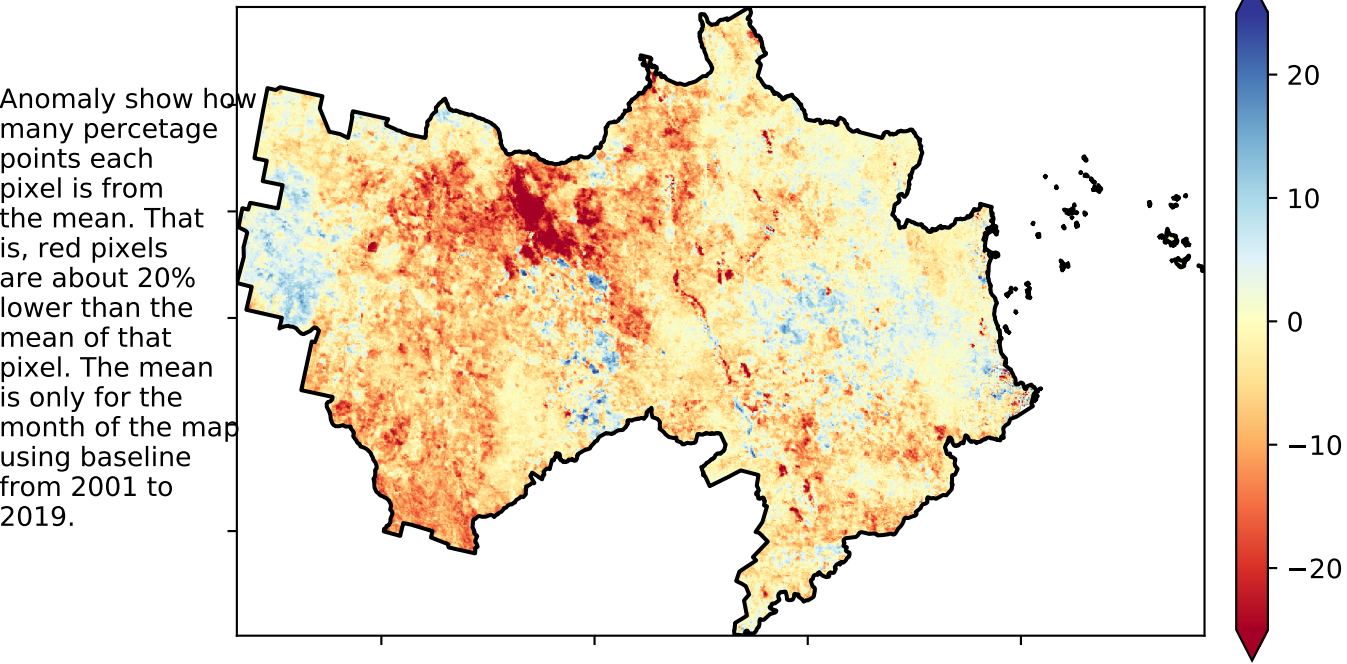 Anomaly show how
many percetage
points each
pixel is from
the mean. That
is, red pixels
are about 20%
lower than the
mean of that
pixel. The mean
is only for the
month of the map
using baseline
from 2001 to
2019.
20
10
0
−10
−20